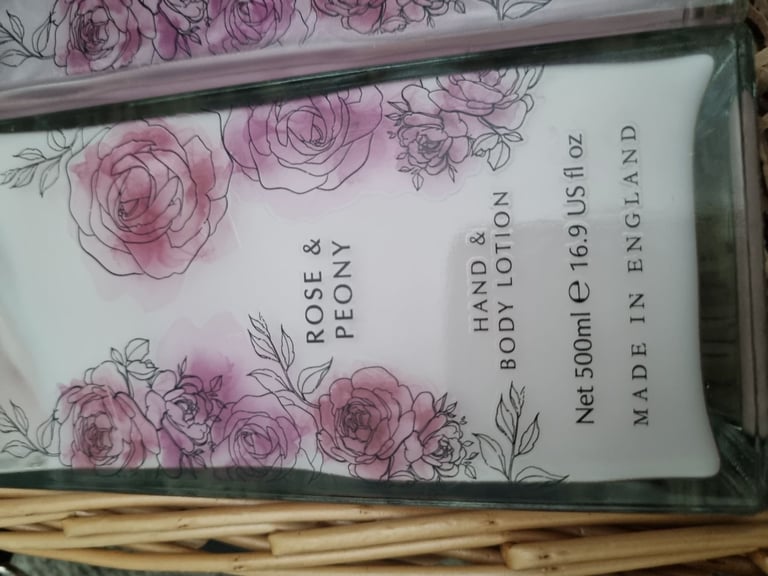 ROSE &
PEONY
HAND &
BODY LOTION
Net 500ml ℮ 16.9 US fl oz
MADE IN ENGLAND